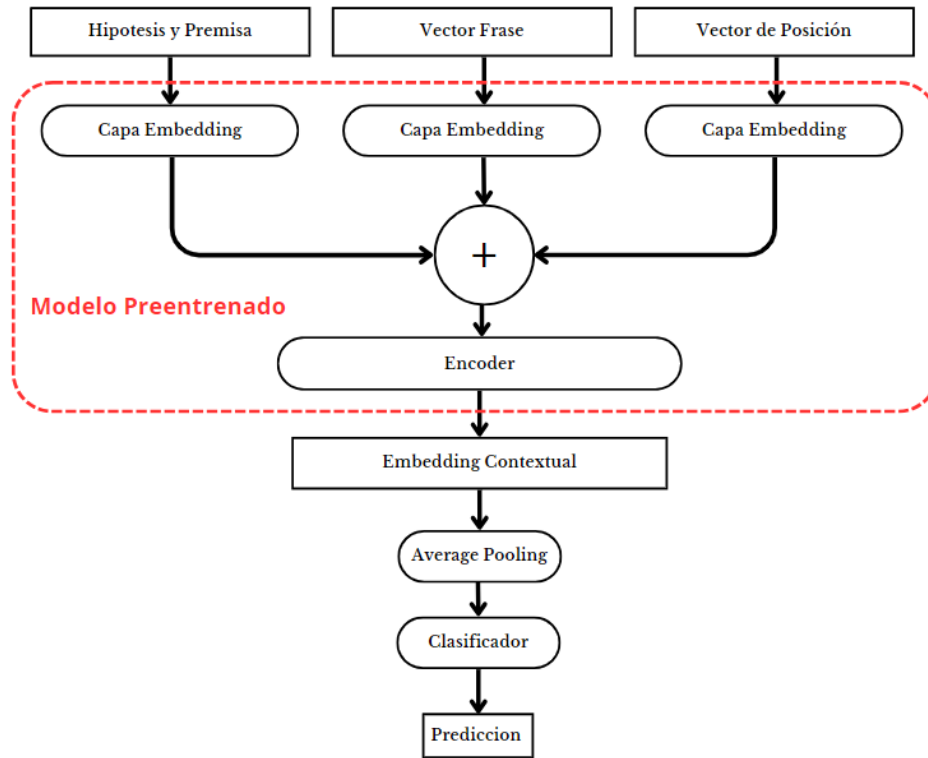 Hipotesis y Premisa
Vector Frase
Vector de Posición
Capa Embedding
Capa Embedding
Capa Embedding
+
Modelo Preentrenado
Encoder
Embedding Contextual
Average Pooling
Clasificador
Prediccion